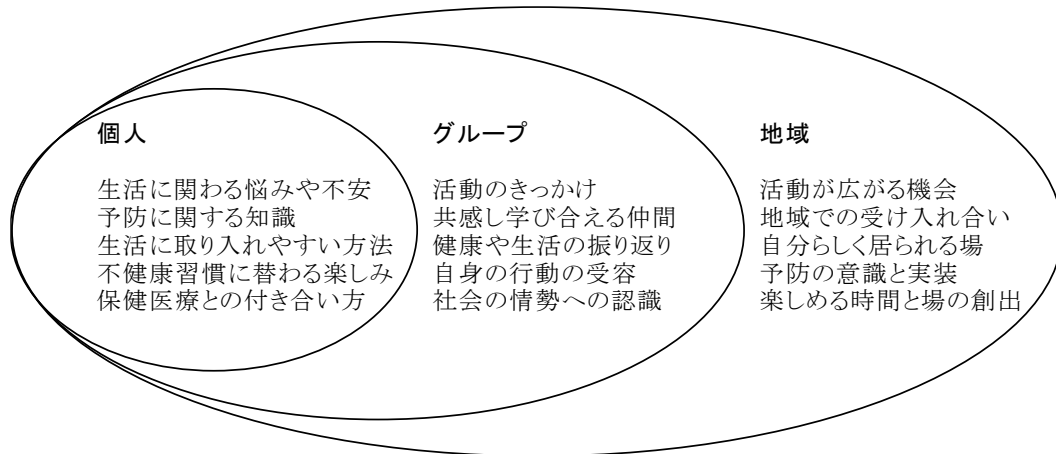 個人
生活に関わる悩みや不安
予防に関する知識
生活に取り入れやすい方法
不健康習慣に替わる楽しみ
保健医療との付き合い方
グループ
活動のきっかけ
共感し学び合える仲間
健康や生活の振り返り
自身の行動の受容
社会の情勢への認識
地域
活動が広がる機会
地域での受け入れ合い
自分らしく居られる場
予防の意識と実装
楽しめる時間と場の創出